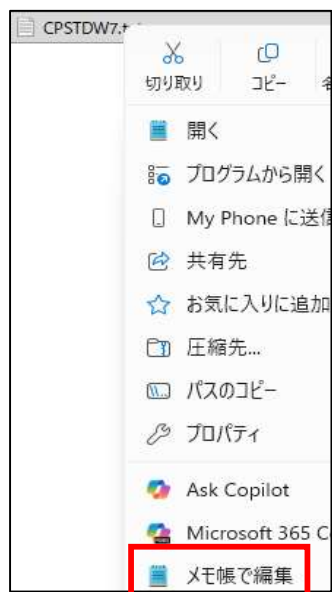 CPSTDW7.t
切り取り
コピー
開く
プログラムから開く
My Phone に送信
共有先
お気に入りに追加
圧縮先...
パスのコピー
プロパティ
Ask Copilot
Microsoft 365 C
メモ帳で編集